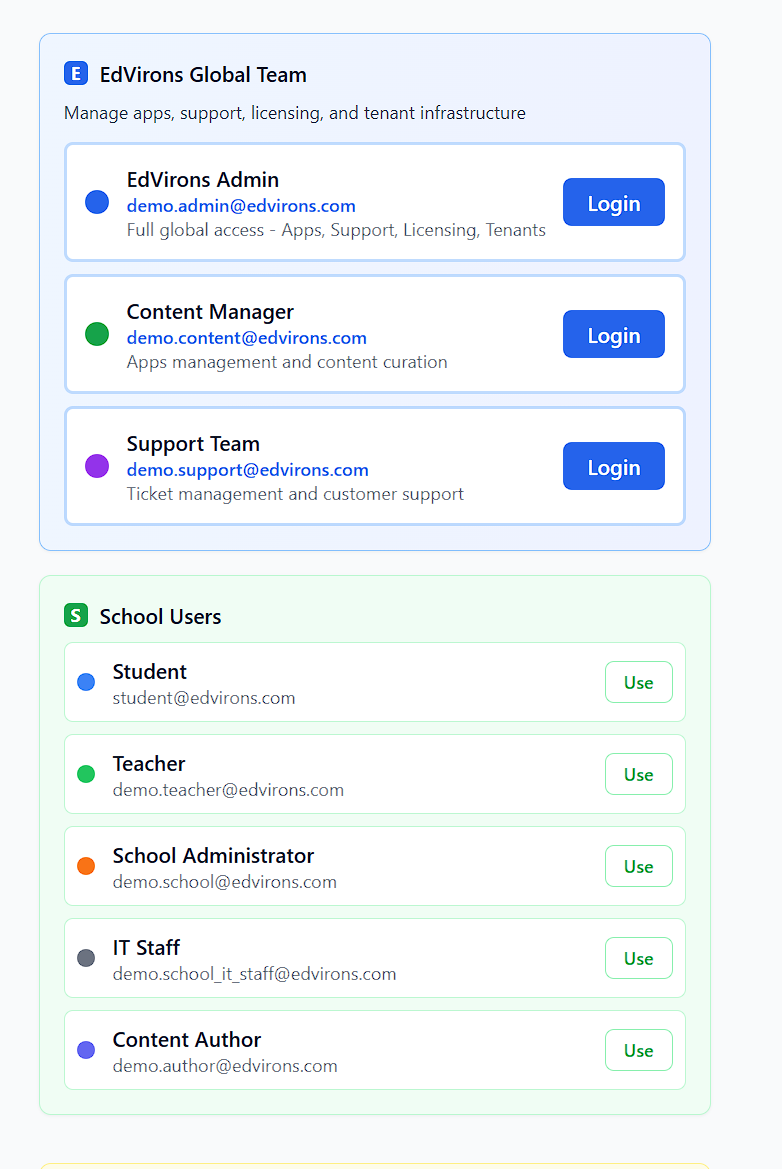 E EdVirons Global Team
Manage apps, support, licensing, and tenant infrastructure
EdVirons Admin
demo.admin@edvirons.com
Full global access - Apps, Support, Licensing, Tenants
Login
Content Manager
demo.content@edvirons.com
Apps management and content curation
Login
Support Team
demo.support@edvirons.com
Ticket management and customer support
Login
S School Users
Student
student@edvirons.com
Use
Teacher
demo.teacher@edvirons.com
Use
School Administrator
demo.school@edvirons.com
Use
IT Staff
demo.school_it_staff@edvirons.com
Use
Content Author
demo.author@edvirons.com
Use